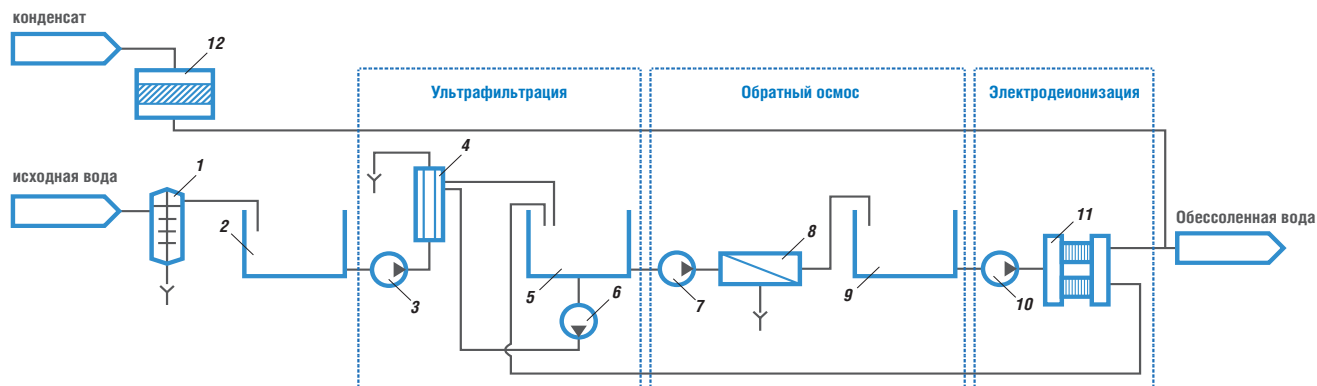 конденсат
12
Ультрафильтрация
Обратный осмос
Электродеионизация
исходная вода
1
2
3
4
5
6
7
8
9
10
11
Обессоленная вода